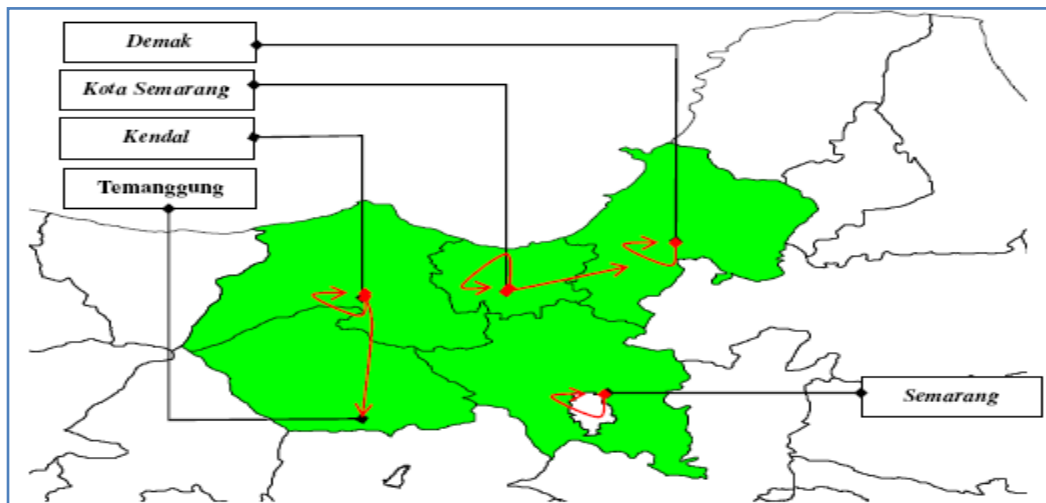 Demak
Kota Semarang
Kendal
Temanggung
Semarang